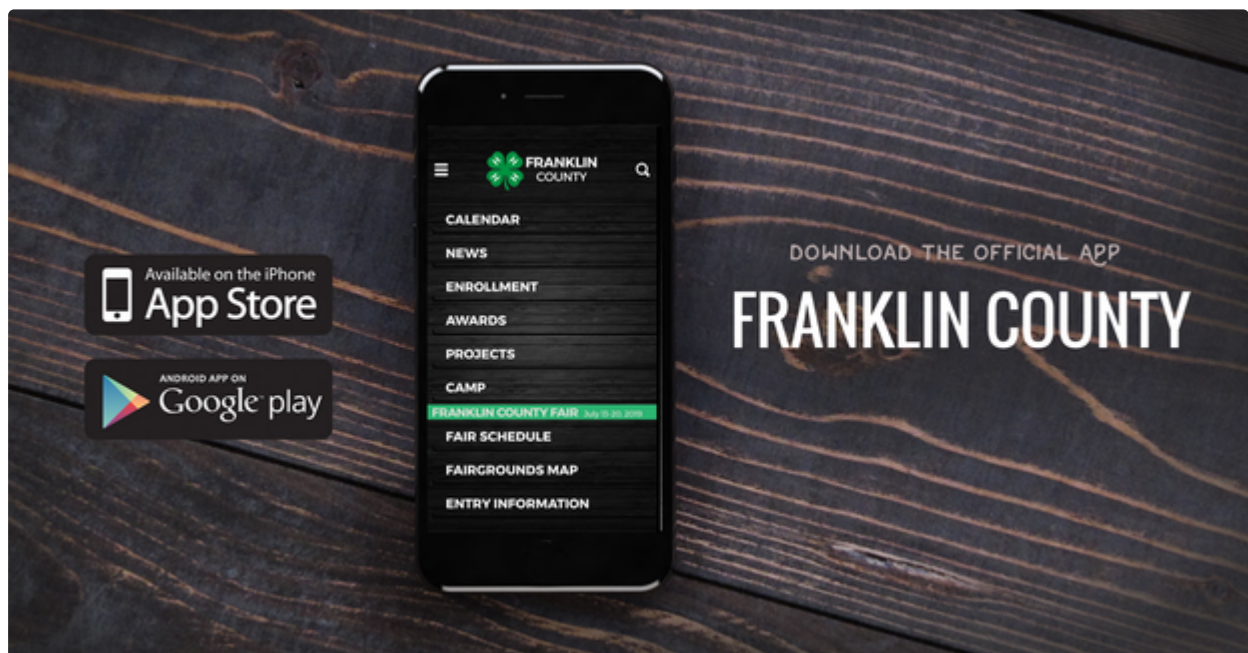 Available on the iPhone
App Store
ANDROID APP ON
Google play
FRANKLIN
COUNTY
CALENDAR
NEWS
ENROLLMENT
AWARDS
PROJECTS
CAMP
FRANKLIN COUNTY FAIR July 13-20, 2019
FAIR SCHEDULE
FAIRGROUNDS MAP
ENTRY INFORMATION
DOWNLOAD THE OFFICIAL APP
FRANKLIN COUNTY